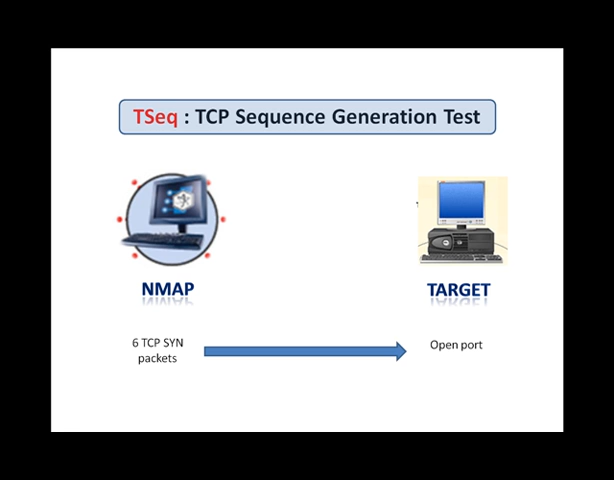 TSeq : TCP Sequence Generation Test
NMAP
TARGET
6 TCP SYN
packets
Open port